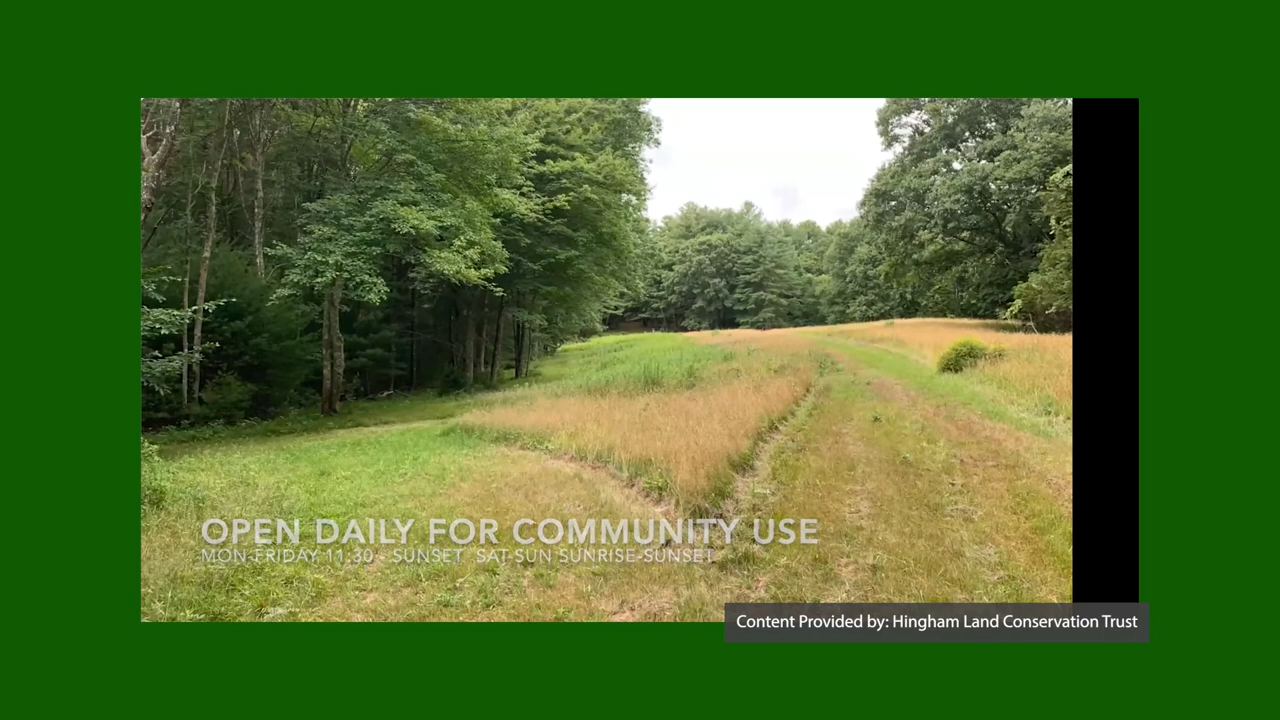 OPEN DAILY FOR COMMUNITY USE
MON-FRIDAY 11:30 - SUNSET SAT-SUN SUNRISE-SUNSET
Content Provided by: Hingham Land Conservation Trust